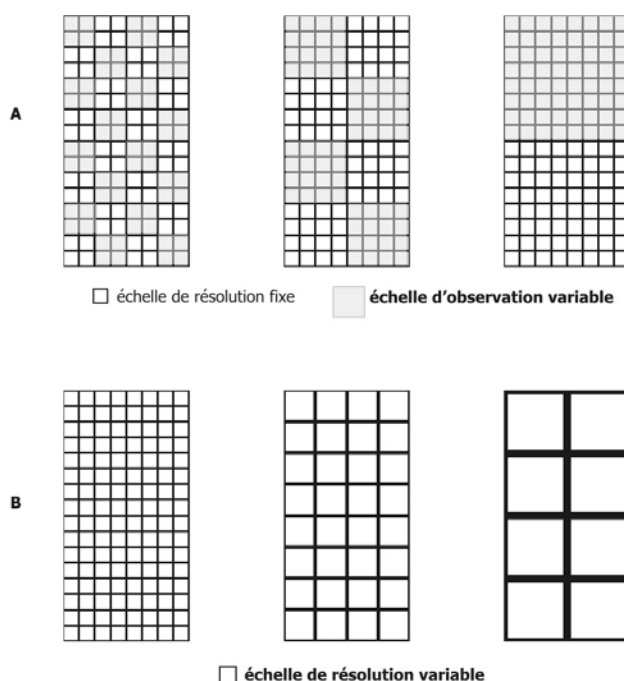 A
échelle de résolution fixe
échelle d'observation variable
B
échelle de résolution variable